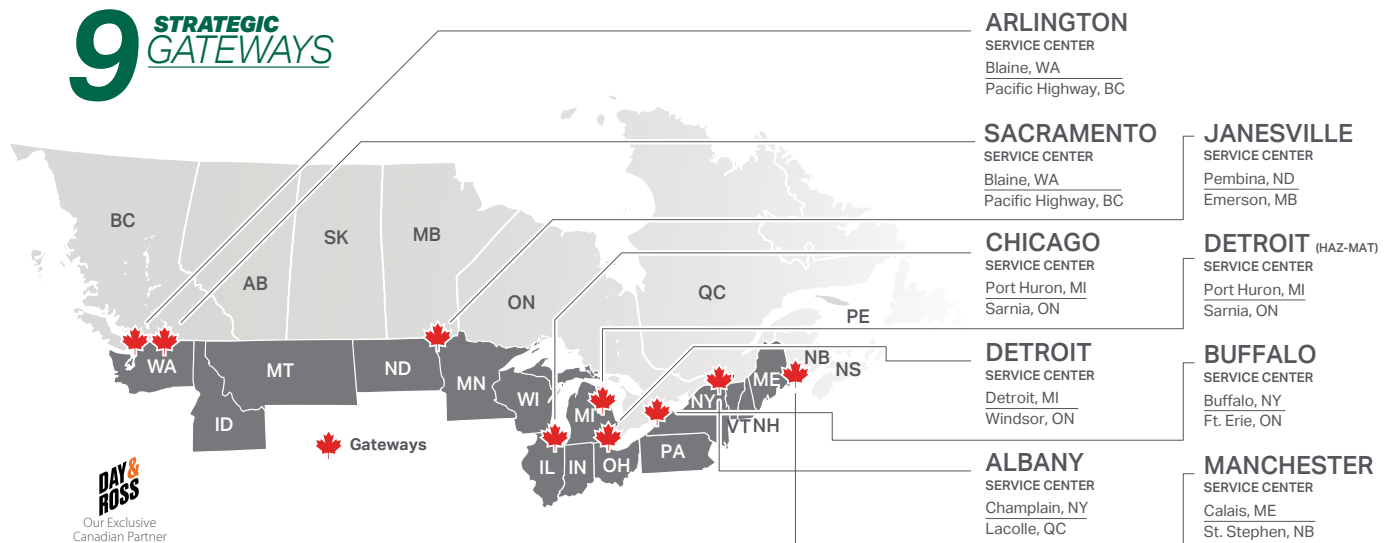 9 STRATEGIC
GATEWAYS
ARLINGTON
SERVICE CENTER
Blaine, WA
Pacific Highway, BC
SACRAMENTO
SERVICE CENTER
Blaine, WA
Pacific Highway, BC
JANESVILLE
SERVICE CENTER
Pembina, ND
Emerson, MB
CHICAGO
SERVICE CENTER
Port Huron, MI
Sarnia, ON
DETROIT (HAZ-MAT)
SERVICE CENTER
Port Huron, MI
Sarnia, ON
DETROIT
SERVICE CENTER
Detroit, MI
Windsor, ON
BUFFALO
SERVICE CENTER
Buffalo, NY
Ft. Erie, ON
ALBANY
SERVICE CENTER
Champlain, NY
Lacolle, QC
MANCHESTER
SERVICE CENTER
Calais, ME
St. Stephen, NB
BC
AB
SK
MB
ON
QC
PE
NB
NS
WA
ID
MT
ND
MN
WI
MI
IL
IN
OH
PA
NY
VT
NH
ME
Gateways
DAY &
ROSS
Our Exclusive
Canadian Partner